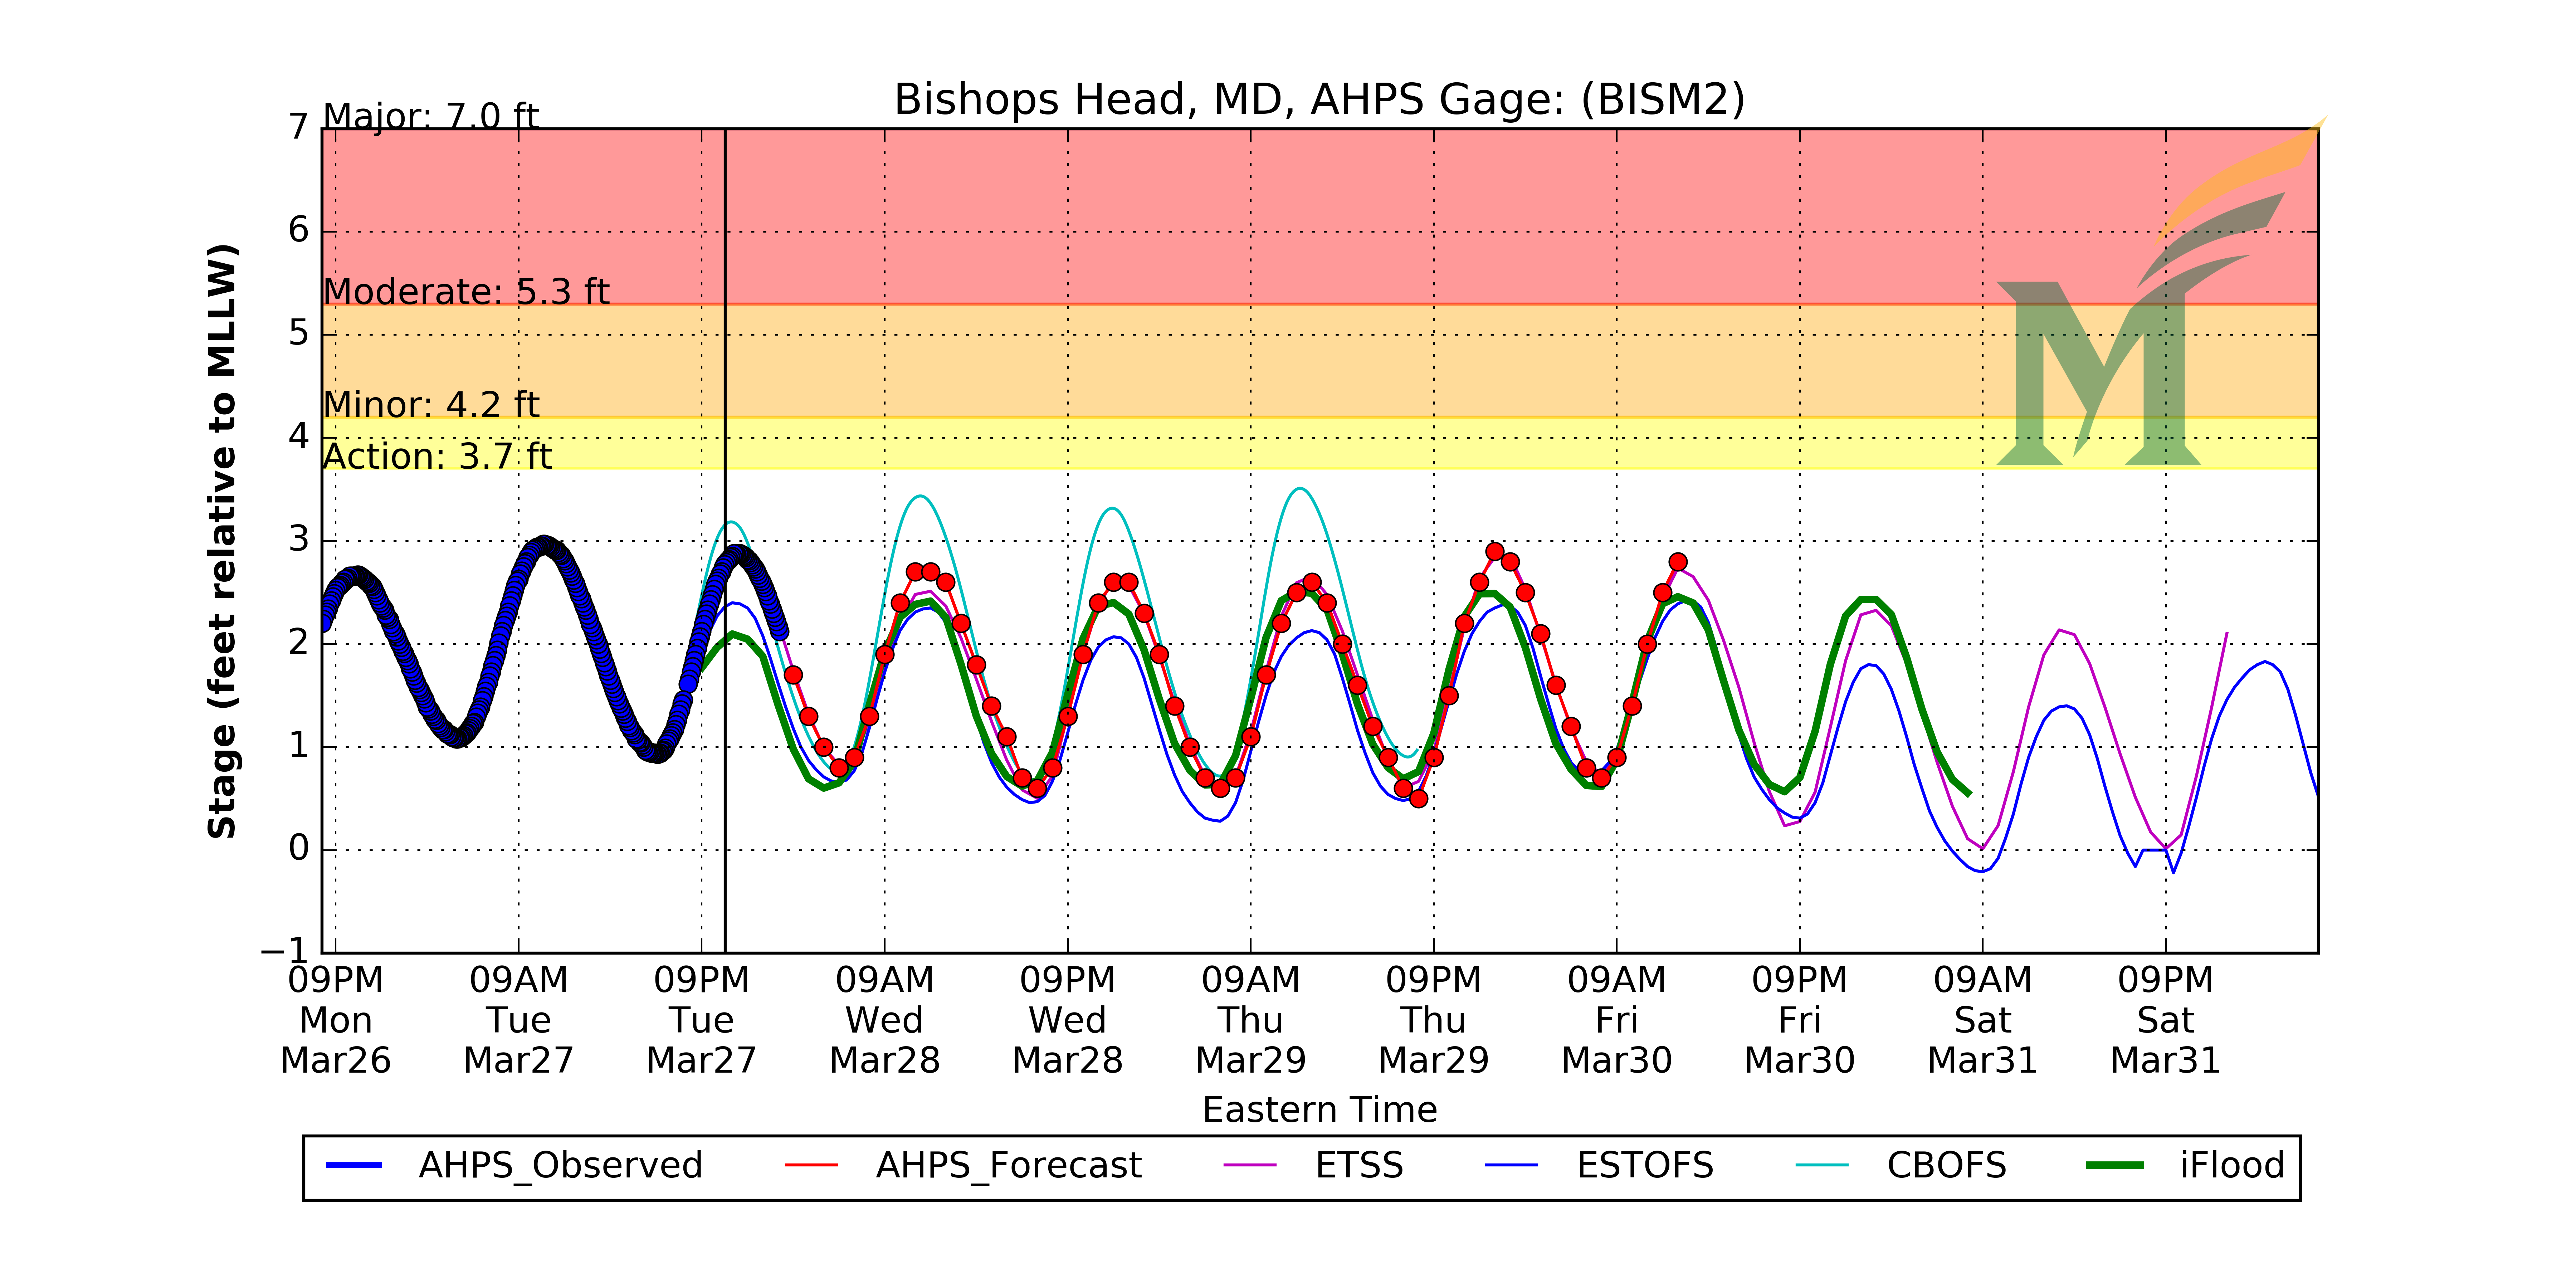 Bishops Head, MD, AHPS Gage: (BISM2)
Major: 7.0 ft
Moderate: 5.3 ft
Minor: 4.2 ft
Action: 3.7 ft
7
6
5
4
3
2
1
0
−1
Stage (feet relative to MLLW)
09PM 09AM 09PM 09AM 09PM 09AM 09PM 09AM 09PM 09AM 09PM
Mon Tue Tue Wed Wed Thu Thu Fri Fri Sat Sat
Mar26 Mar27 Mar27 Mar28 Mar28 Mar29 Mar29 Mar30 Mar30 Mar31 Mar31
Eastern Time
AHPS_Observed AHPS_Forecast ETSS ESTOFS CBOFS iFlood
M